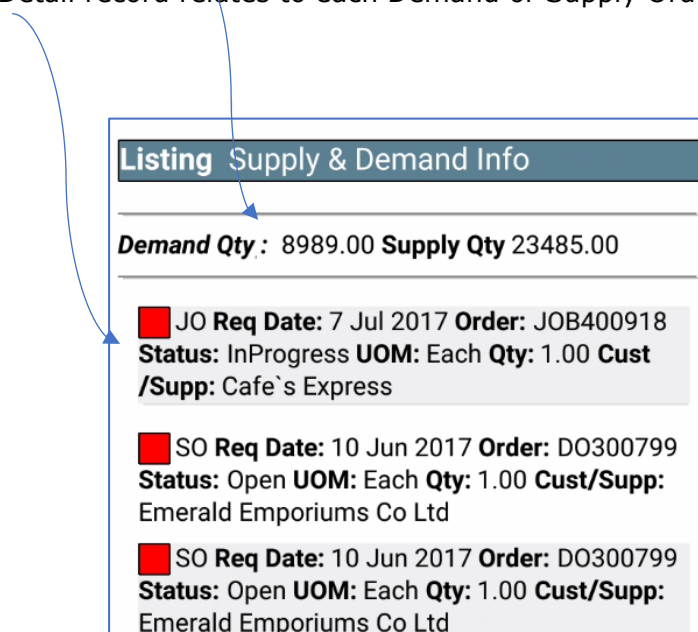 Detail record relates to each Demand or Supply Ord
Listing Supply & Demand Info
Demand Qty : 8989.00 Supply Qty 23485.00
JO Req Date: 7 Jul 2017 Order: JOB400918
Status: InProgress UOM: Each Qty: 1.00 Cust
/Supp: Cafe`s Express
SO Req Date: 10 Jun 2017 Order: DO300799
Status: Open UOM: Each Qty: 1.00 Cust/Supp:
Emerald Emporiums Co Ltd
SO Req Date: 10 Jun 2017 Order: DO300799
Status: Open UOM: Each Qty: 1.00 Cust/Supp:
Emerald Emporiums Co Ltd